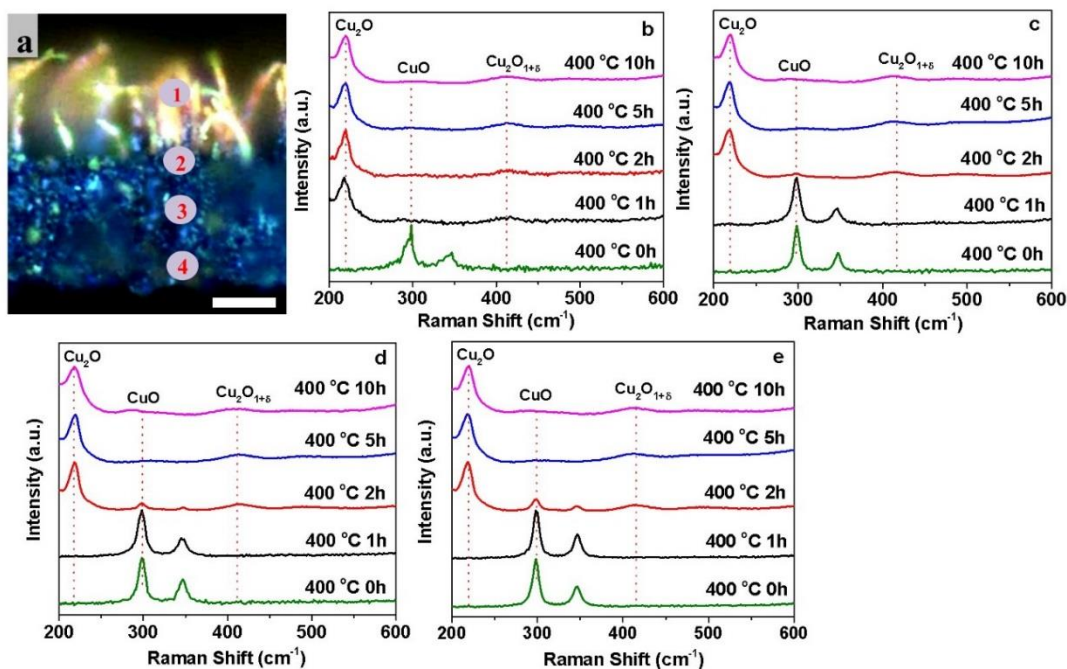 a
1
2
3
4
b
Cu₂O
CuO
Cu₂O₁₊δ
400 °C 10h
400 °C 5h
400 °C 2h
400 °C 1h
400 °C 0h
Intensity (a.u.)
200 300 400 500 600
Raman Shift (cm⁻¹)
c
Cu₂O
CuO
Cu₂O₁₊δ
400 °C 10h
400 °C 5h
400 °C 2h
400 °C 1h
400 °C 0h
Intensity (a.u.)
200 300 400 500 600
Raman Shift (cm⁻¹)
d
Cu₂O
CuO
Cu₂O₁₊δ
400 °C 10h
400 °C 5h
400 °C 2h
400 °C 1h
400 °C 0h
Intensity (a.u.)
200 300 400 500 600
Raman Shift (cm⁻¹)
e
Cu₂O
CuO
Cu₂O₁₊δ
400 °C 10h
400 °C 5h
400 °C 2h
400 °C 1h
400 °C 0h
Intensity (a.u.)
200 300 400 500 600
Raman Shift (cm⁻¹)